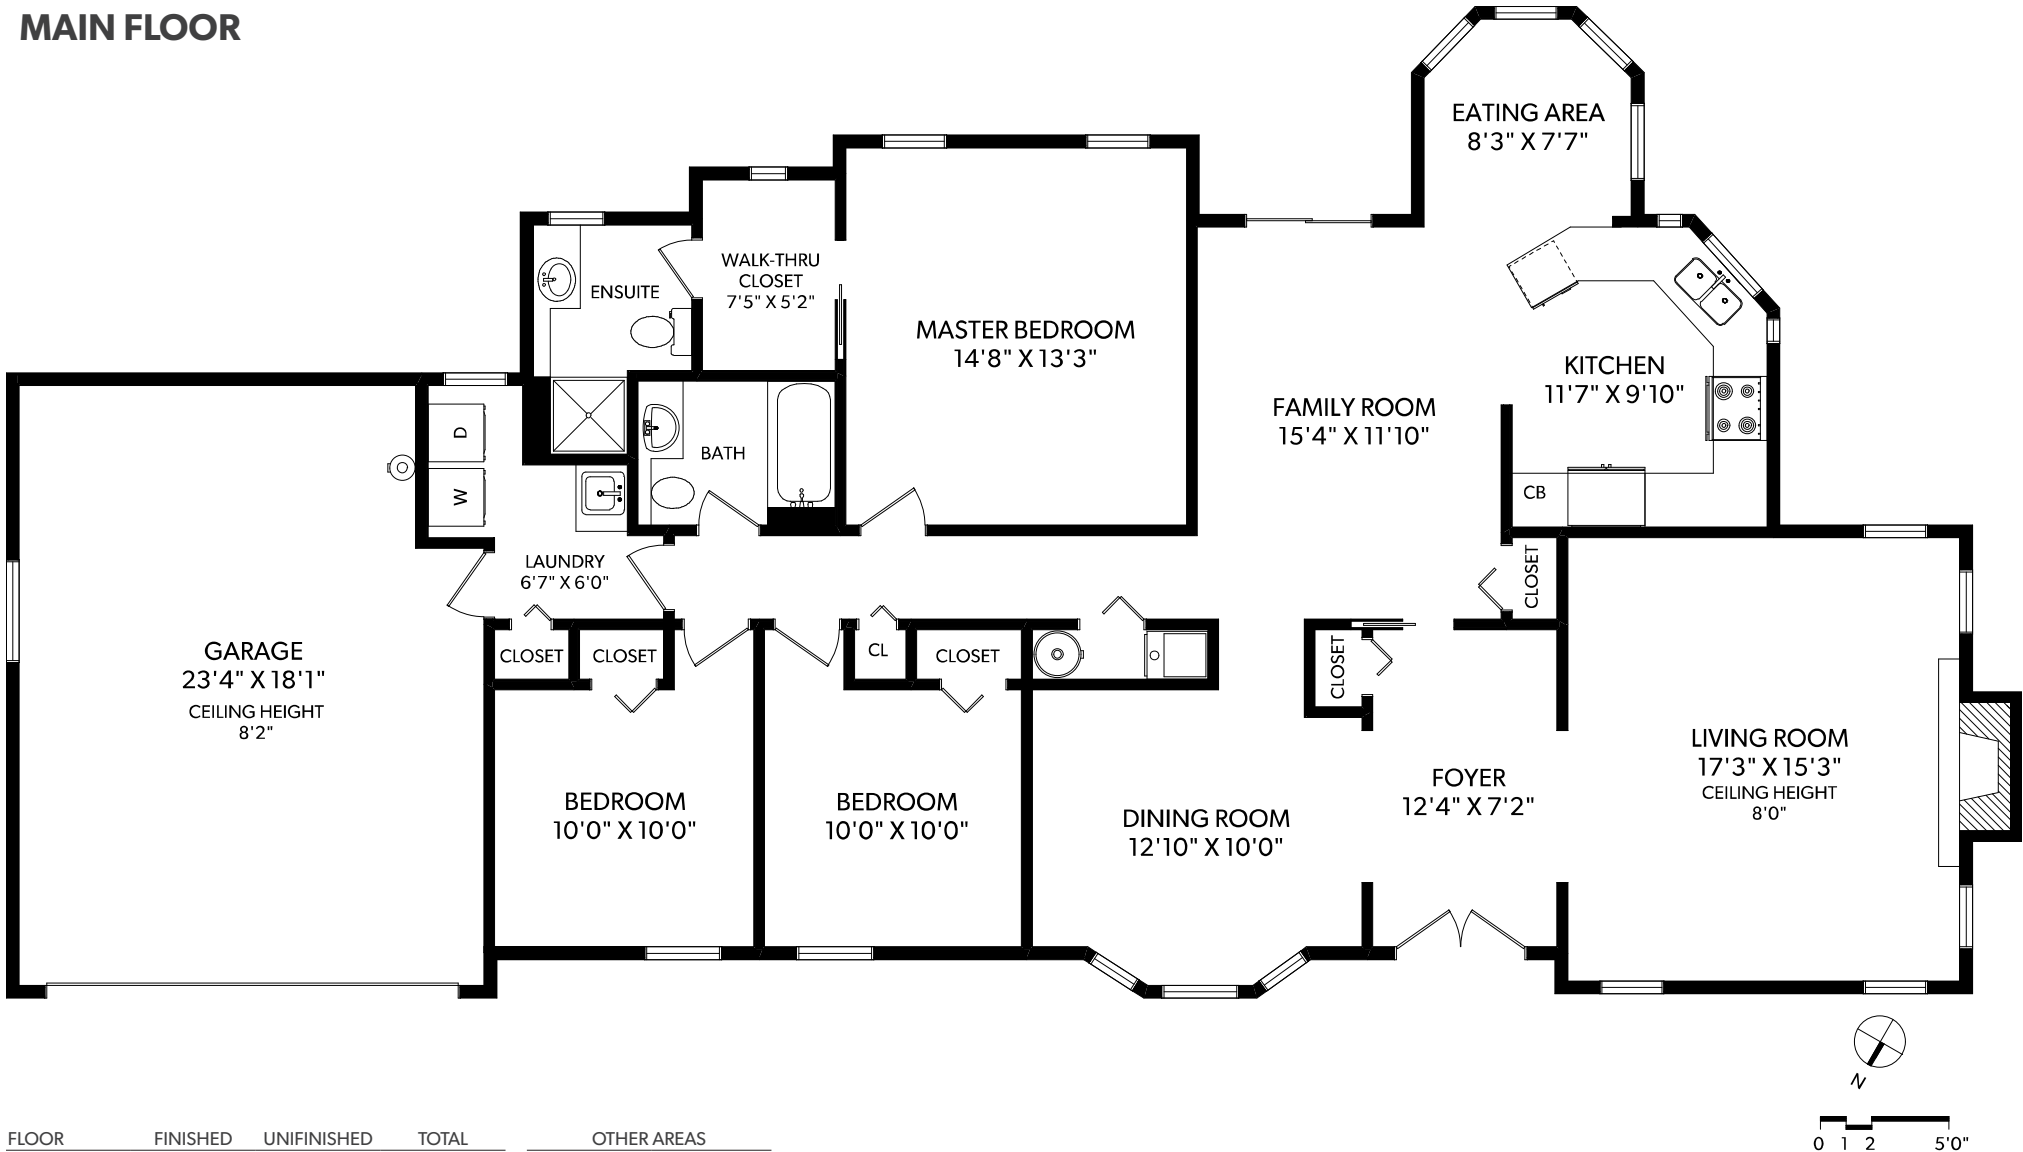 MAIN FLOOR
EATING AREA
8'3" X 7'7"
WALK-THRU
CLOSET
7'5" X 5'2"
ENSUITE
MASTER BEDROOM
14'8" X 13'3"
KITCHEN
11'7" X 9'10"
FAMILY ROOM
15'4" X 11'10"
D
W
BATH
CB
LAUNDRY
6'7" X 6'0"
CLOSET
GARAGE
23'4" X 18'1"
CEILING HEIGHT
8'2"
CLOSET
CLOSET
CL
CLOSET
CLOSET
LIVING ROOM
17'3" X 15'3"
CEILING HEIGHT
8'0"
FOYER
12'4" X 7'2"
BEDROOM
10'0" X 10'0"
BEDROOM
10'0" X 10'0"
DINING ROOM
12'10" X 10'0"
N
0 1 2 5'0"
FLOOR FINISHED UNIFINISHED TOTAL OTHER AREAS